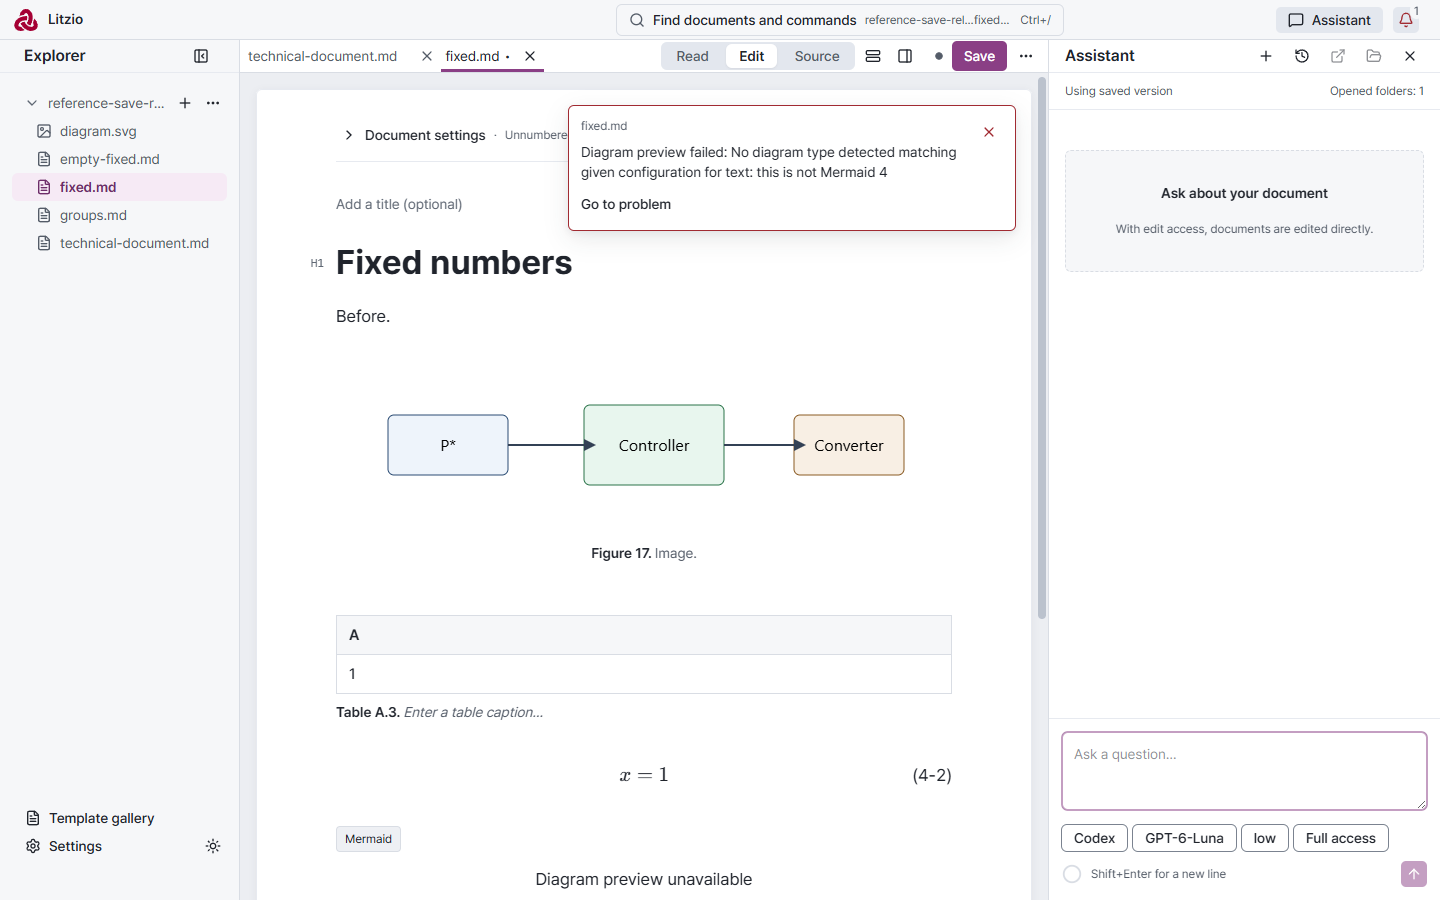 Litzio
Find documents and commands reference-save-rel...fixed... Ctrl+/
Assistant
1
Explorer
reference-save-r...
diagram.svg
empty-fixed.md
fixed.md
groups.md
technical-document.md
Template gallery
Settings
technical-document.md
fixed.md •
Read
Edit
Source
Save
Document settings · Unnumbere
fixed.md
Diagram preview failed: No diagram type detected matching
given configuration for text: this is not Mermaid 4
Go to problem
Add a title (optional)
H1 Fixed numbers
Before.
P*
Controller
Converter
Figure 17. Image.
A
1
Table A.3. Enter a table caption...
x = 1 (4-2)
Mermaid
Diagram preview unavailable
Assistant
Using saved version
Opened folders: 1
Ask about your document
With edit access, documents are edited directly.
Ask a question...
Codex
GPT-6-Luna
low
Full access
Shift+Enter for a new line